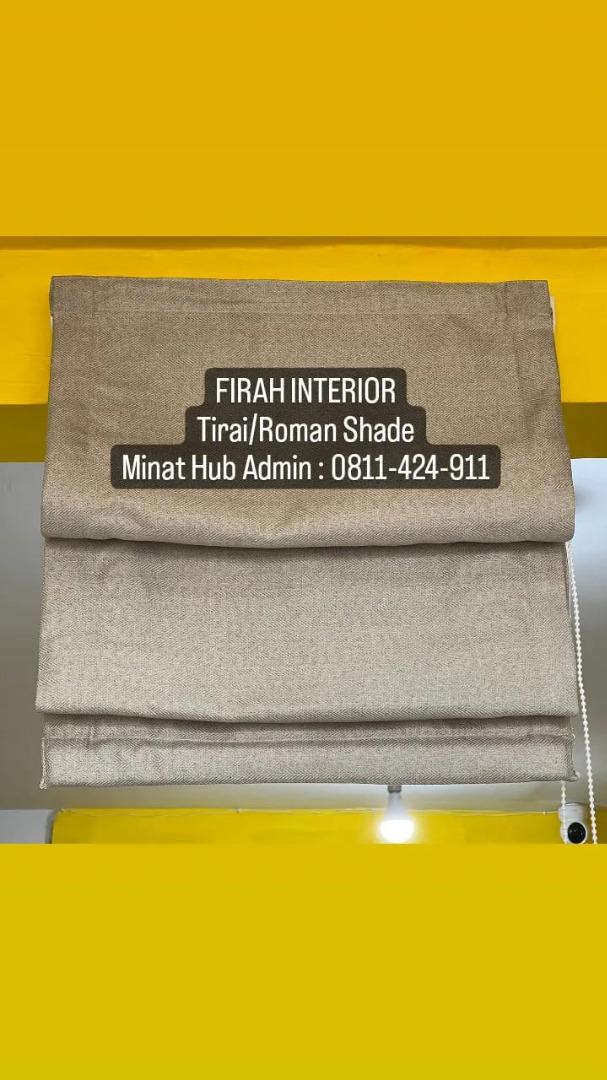 FIRAH INTERIOR
Tirai/Roman Shade
Minat Hub Admin : 0811-424-911